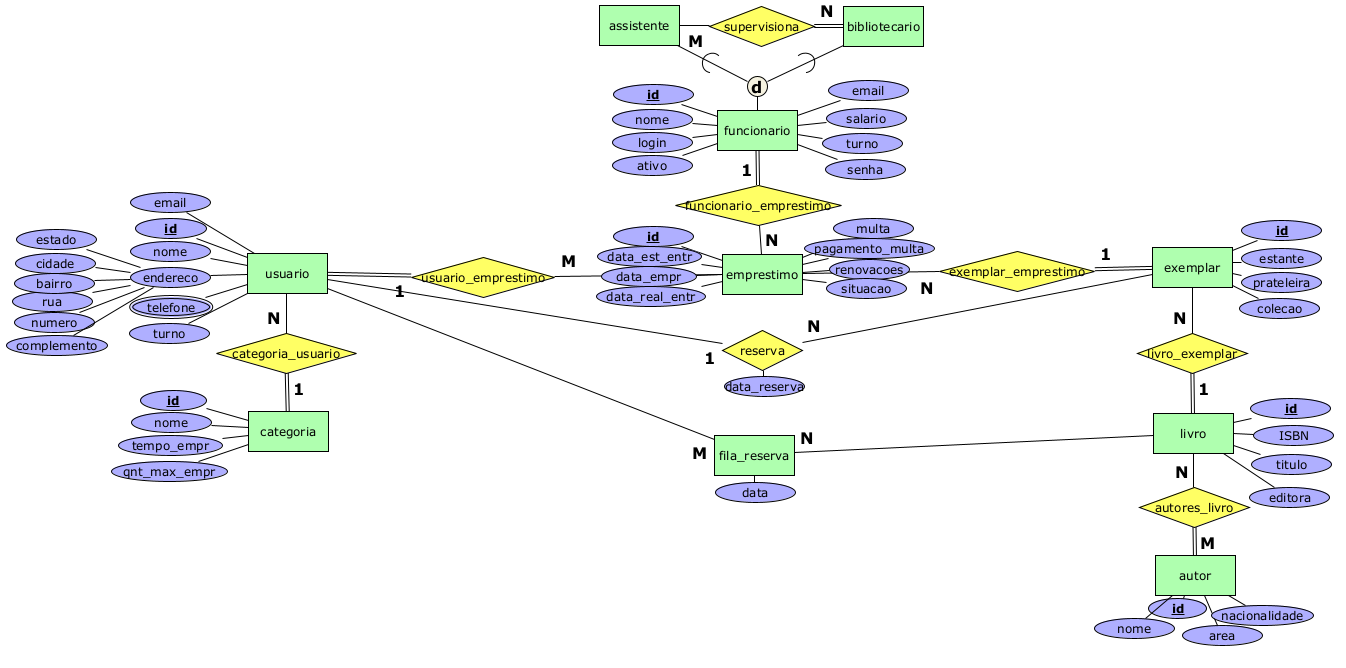 assistente
supervisiona
N
bibliotecario
M
d
id
nome
login
ativo
funcionario
email
salario
turno
senha
1
funcionario_emprestimo
N
email
id
nome
endereco
telefone
turno
estado
cidade
bairro
rua
numero
complemento
usuario
1
usuario_emprestimo
M
id
data_est_entr
data_empr
data_real_entr
emprestimo
multa
pagamento_multa
renovacoes
situacao
N
exemplar_emprestimo
1
exemplar
id
estante
prateleira
colecao
N
categoria_usuario
1
id
nome
tempo_empr
qnt_max_empr
categoria
1
reserva
N
data_reserva
N
livro_exemplar
1
M
fila_reserva
N
data
livro
id
ISBN
titulo
editora
N
autores_livro
M
autor
id
nome
area
nacionalidade